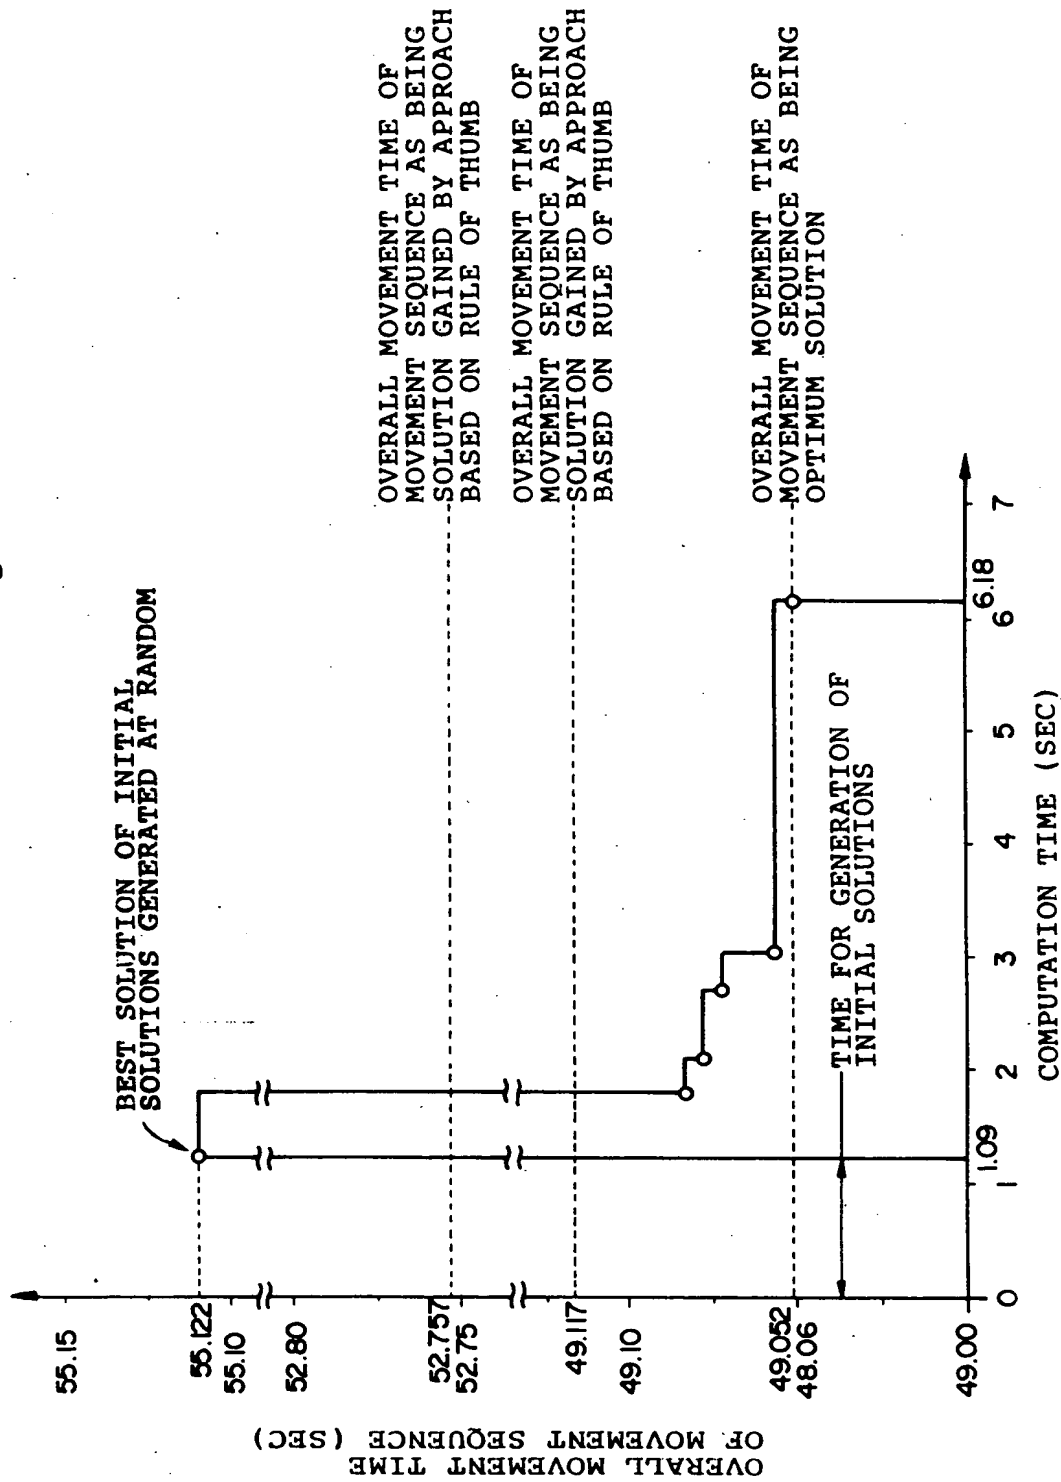 OVERALL MOVEMENT TIME
OF MOVEMENT SEQUENCE (SEC)
55.15
55.122
55.10
52.80
52.757
52.75
49.117
49.10
49.052
48.06
49.00
BEST SOLUTION OF INITIAL
SOLUTIONS GENERATED AT RANDOM
OVERALL MOVEMENT TIME OF
MOVEMENT SEQUENCE AS BEING
SOLUTION GAINED BY APPROACH
BASED ON RULE OF THUMB
OVERALL MOVEMENT TIME OF
MOVEMENT SEQUENCE AS BEING
SOLUTION GAINED BY APPROACH
BASED ON RULE OF THUMB
OVERALL MOVEMENT TIME OF
MOVEMENT SEQUENCE AS BEING
OPTIMUM SOLUTION
TIME FOR GENERATION OF
INITIAL SOLUTIONS
0 1 1.09 2 3 4 5 6 6.18 7
COMPUTATION TIME (SEC)